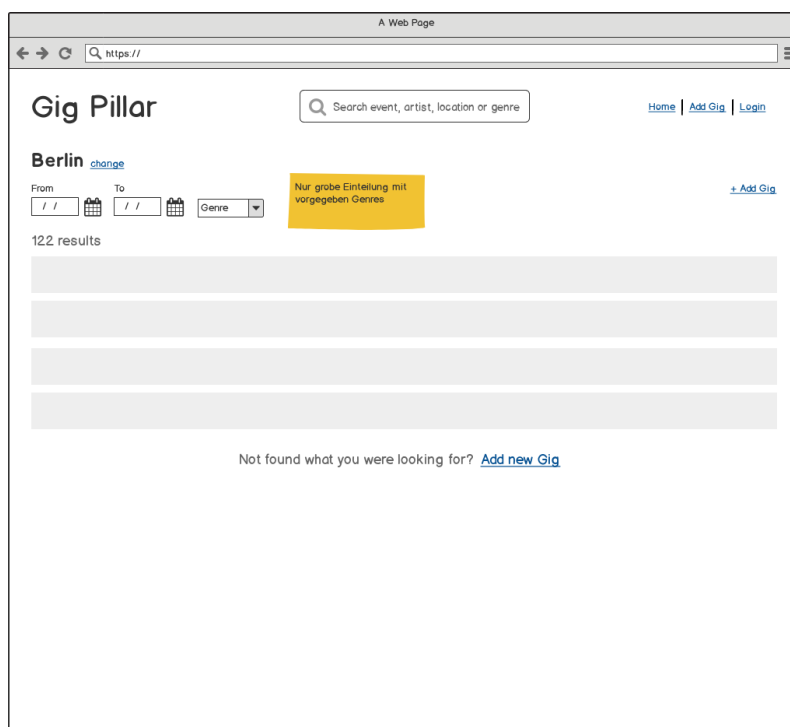 A Web Page
https://
Gig Pillar
Search event, artist, location or genre
Home Add Gig Login
Berlin change
From To
/ / / / Genre
Nur grobe Einteilung mit
vorgegeben Genres
+ Add Gig
122 results
Not found what you were looking for? Add new Gig